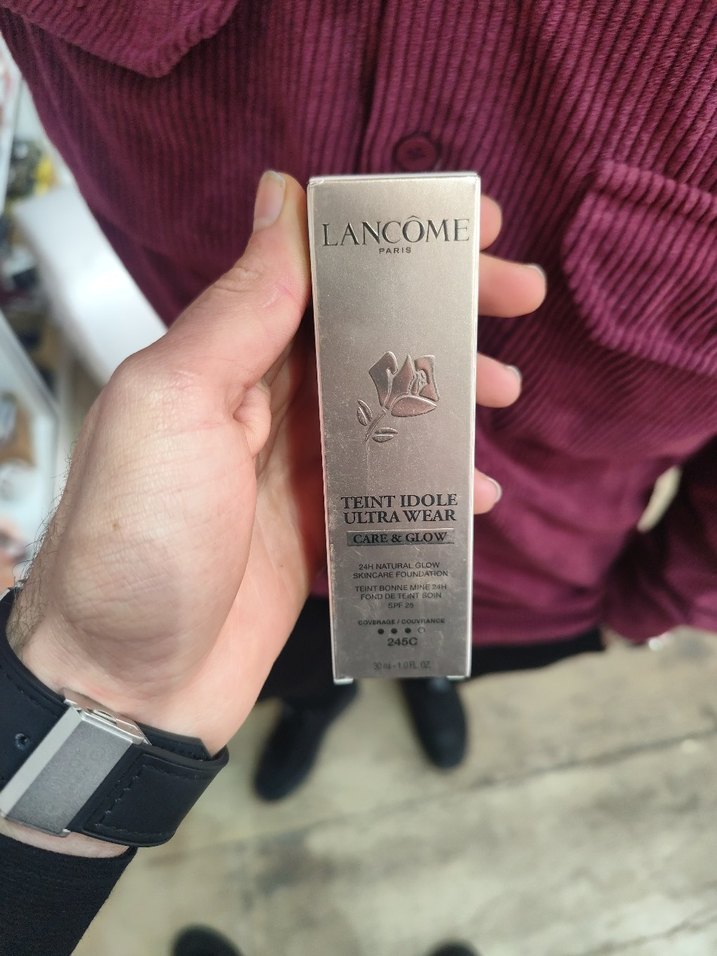 LANCÔME
PARIS
TEINT IDOLE
ULTRA WEAR
CARE & GLOW
24H NATURAL GLOW
SKINCARE FOUNDATION
TEINT BONNE MINE 24H
FOND DE TEINT SOIN
SPF 25
COVERAGE / COUVRANCE
245C
30 ml - 1.0 FL. OZ.